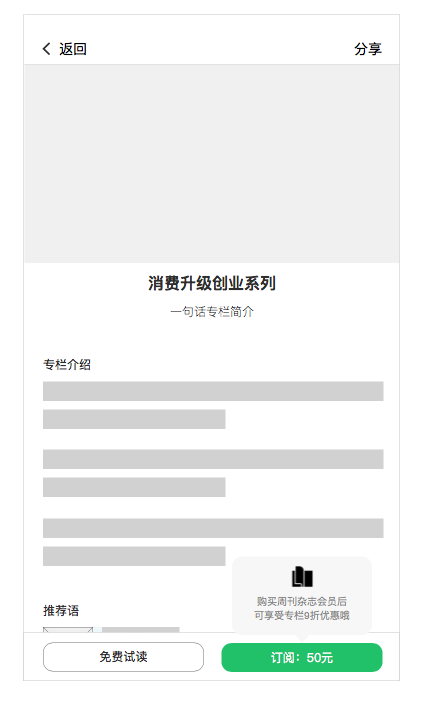 返回
分享
消费升级创业系列
一句话专栏简介
专栏介绍
购买周刊杂志会员后
可享受专栏9折优惠哦
推荐语
免费试读
订阅：50元